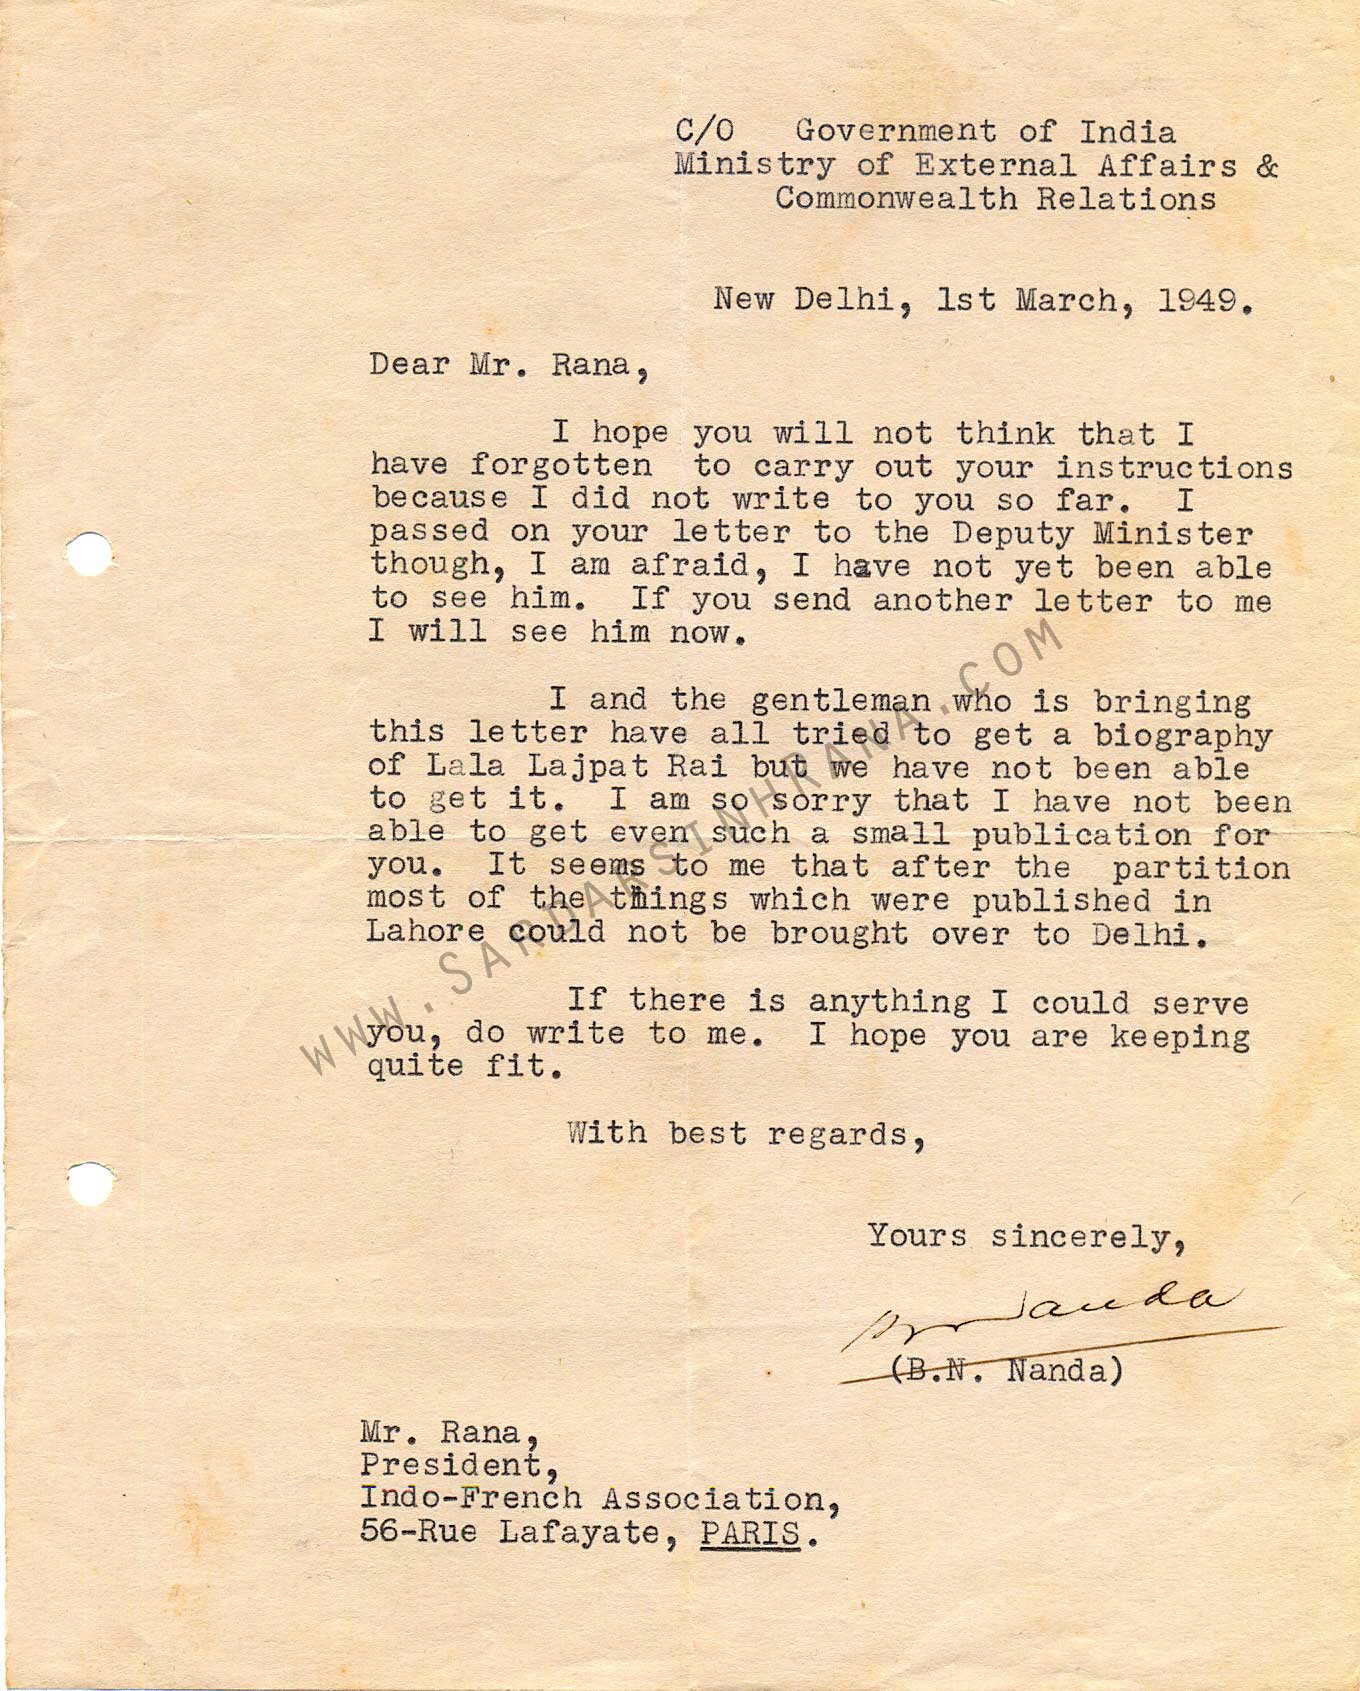 C/O Government of India
Ministry of External Affairs &
Commonwealth Relations
New Delhi, 1st March, 1949.
Dear Mr. Rana,
I hope you will not think that I
have forgotten to carry out your instructions
because I did not write to you so far. I
passed on your letter to the Deputy Minister
though, I am afraid, I have not yet been able
to see him. If you send another letter to me
I will see him now.
I and the gentleman who is bringing
this letter have all tried to get a biography
of Lala Lajpat Rai but we have not been able
to get it. I am so sorry that I have not been
able to get even such a small publication for
you. It seems to me that after the partition
most of the things which were published in
Lahore could not be brought over to Delhi.
If there is anything I could serve
you, do write to me. I hope you are keeping
quite fit.
With best regards,
Yours sincerely,
Nanda
(B.N. Nanda)
Mr. Rana,
President,
Indo-French Association,
56-Rue Lafayate, PARIS.
WWW.SARDARSINHRANA.COM